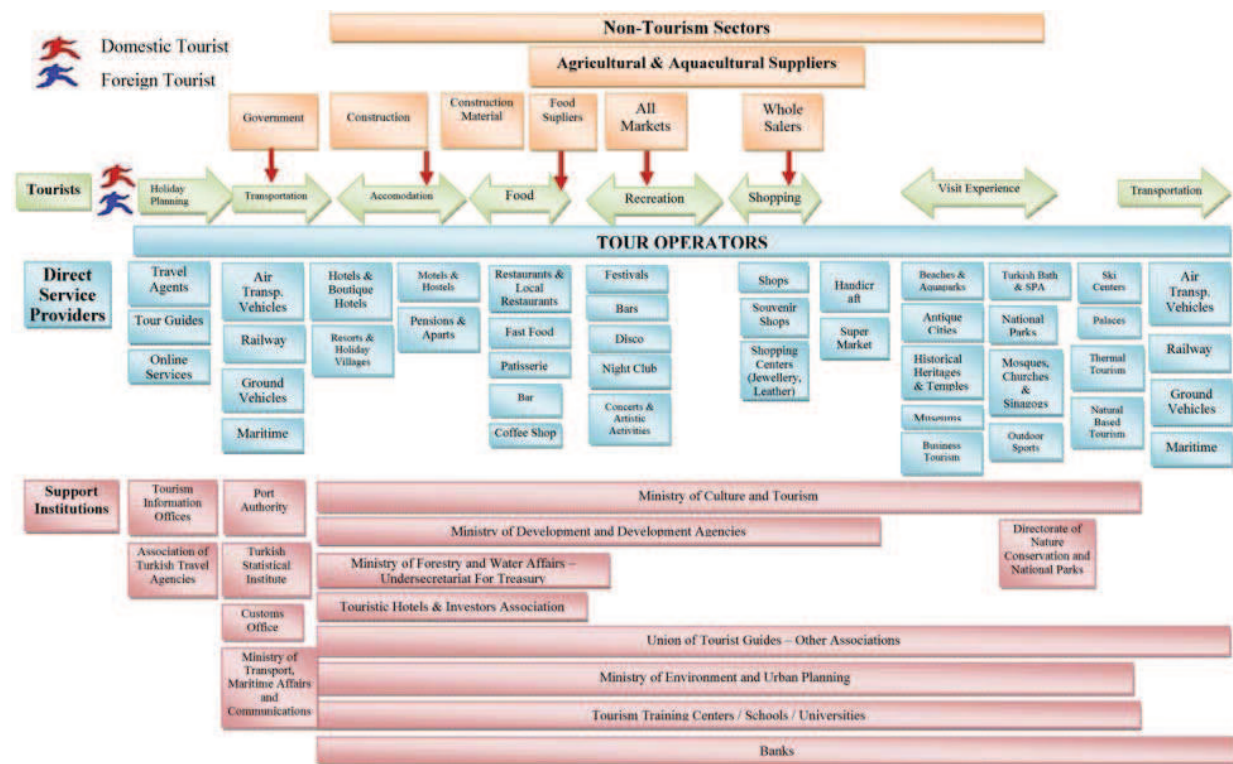 Non-Tourism Sectors
Domestic Tourist
Agricultural & Aquacultural Suppliers
Foreign Tourist
Government
Construction
Construction
Material
Food
Supliers
All
Markets
Whole
Salers
Tourists
Holiday
Planning
Transportation
Accomodation
Food
Recreation
Shopping
Visit Experience
Transportation
TOUR OPERATORS
Direct
Service
Providers
Travel
Agents
Tour Guides
Online
Services
Air
Transp.
Vehicles
Railway
Ground
Vehicles
Maritime
Hotels &
Boutique
Hotels
Resorts &
Holiday
Villages
Motels &
Hostels
Pensions &
Aparts
Restaurants &
Local
Restaurants
Fast Food
Patisserie
Bar
Coffee Shop
Festivals
Bars
Disco
Night Club
Concerts &
Artistic
Activities
Shops
Souvenir
Shops
Shopping
Centers
(Jewellery,
Leather)
Handicr
aft
Super
Market
Beaches &
Aquaparks
Antique
Cities
Historical
Heritages
& Temples
Museums
Business
Tourism
Turkish Bath
& SPA
National
Parks
Mosques,
Churches
&
Sinagogs
Outdoor
Sports
Ski
Centers
Palaces
Thermal
Tourism
Natural
Based
Tourism
Air
Transp.
Vehicles
Railway
Ground
Vehicles
Maritime
Support
Institutions
Tourism
Information
Offices
Association of
Turkish Travel
Agencies
Port
Authority
Turkish
Statistical
Institute
Customs
Office
Ministry of
Transport,
Maritime Affairs
and
Communications
Ministry of Culture and Tourism
Ministry of Development and Development Agencies
Directorate of
Nature
Conservation and
National Parks
Ministry of Forestry and Water Affairs –
Undersecretariat For Treasury
Touristic Hotels & Investors Association
Union of Tourist Guides – Other Associations
Ministry of Environment and Urban Planning
Tourism Training Centers / Schools / Universities
Banks